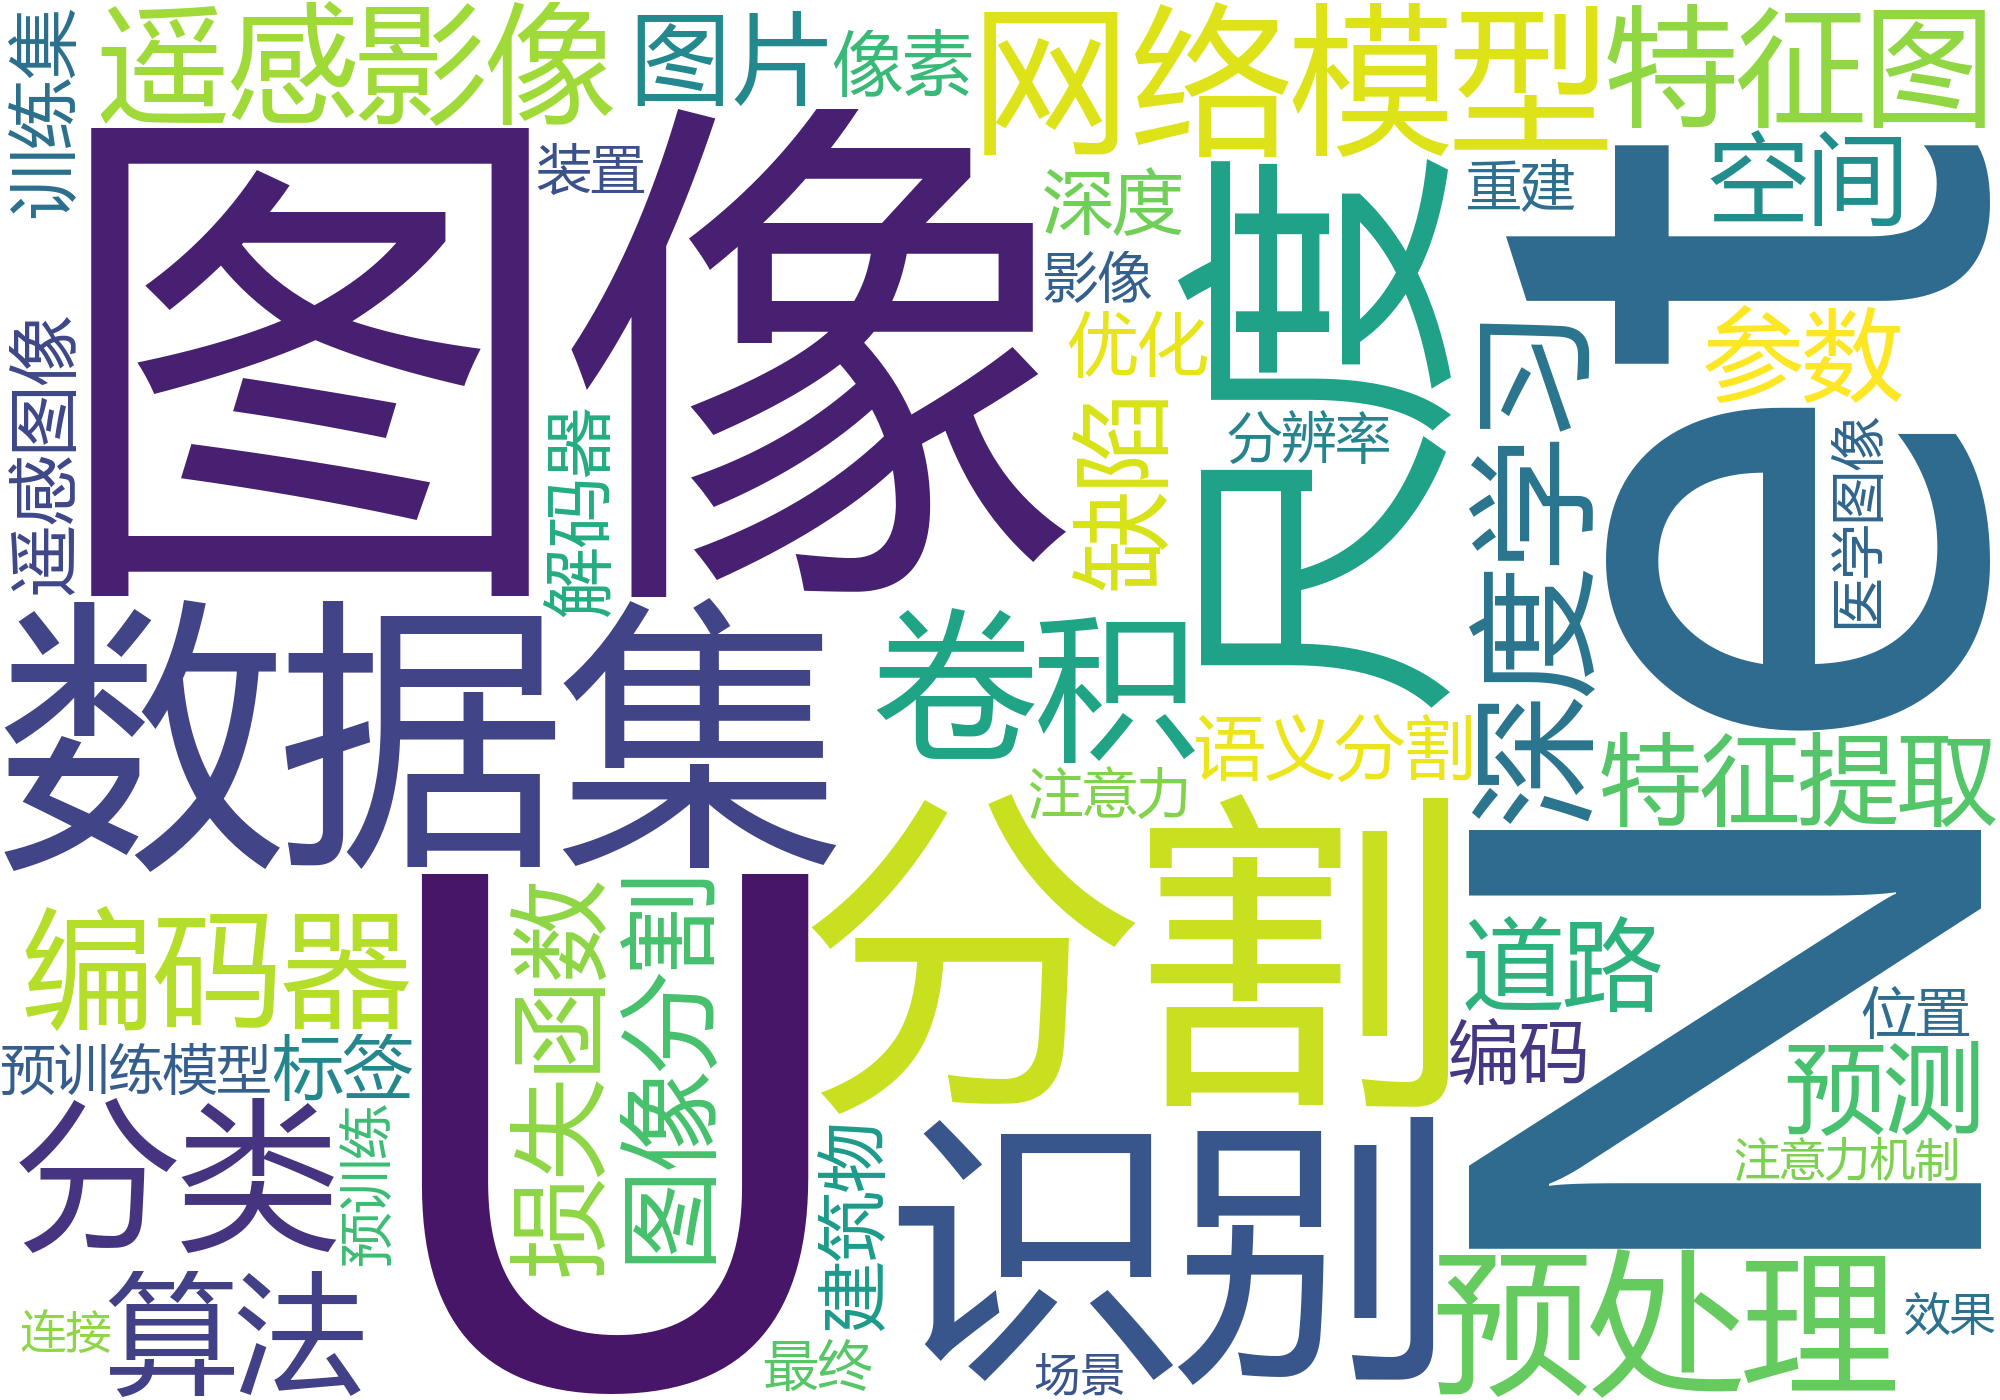 训练集
遥感影像
图片
像素
网络模型
特征图
图像
装置
深度
影像
优化
尺度
重建
空间
Net
参数
深度学习
医学图像
遥感图像
解码器
缺陷
分辨率
数据集
卷积
语义分割
注意力
特征提取
编码器
U
损失函数
图像分割
分割
道路
编码
位置
预测
注意力机制
预训练模型
标签
分类
预训练
建筑物
识别
预处理
效果
连接
算法
最终
场景